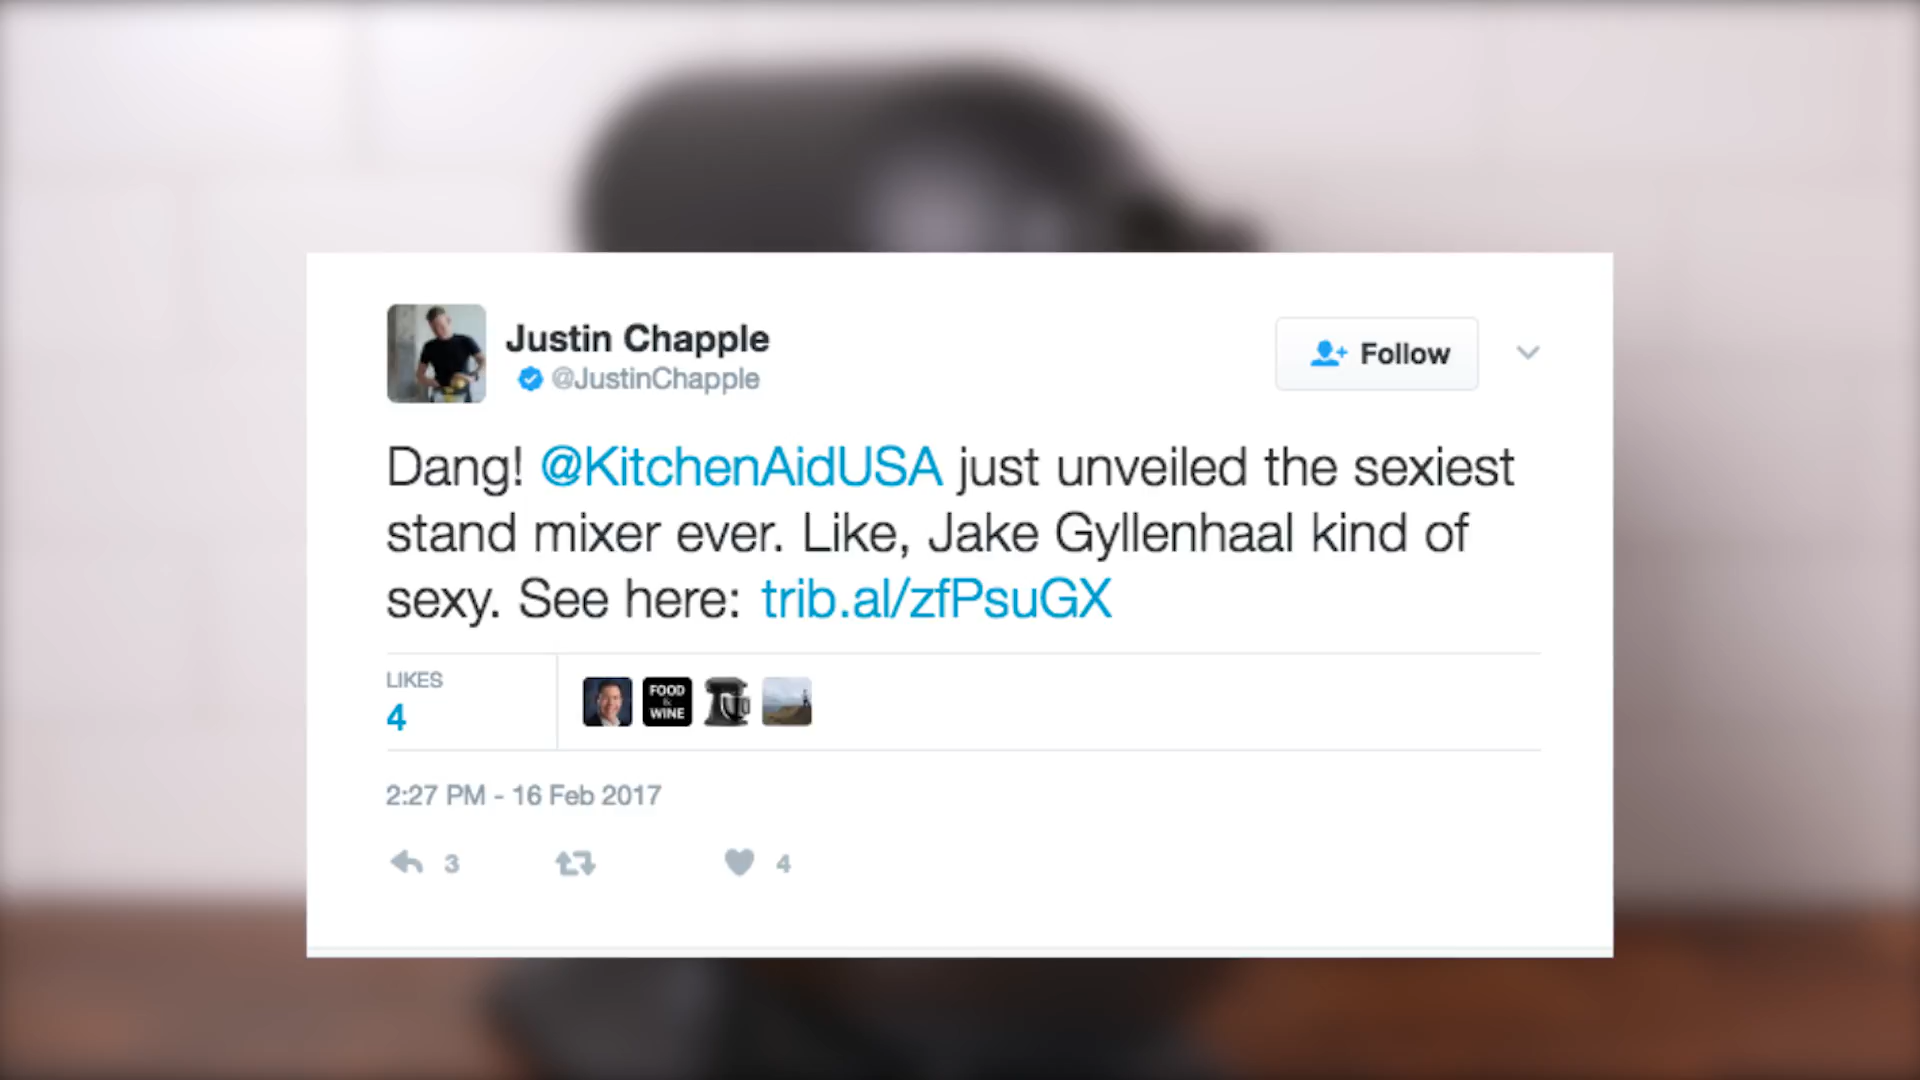 Justin Chapple
@JustinChapple
Follow
Dang! @KitchenAidUSA just unveiled the sexiest
stand mixer ever. Like, Jake Gyllenhaal kind of
sexy. See here: trib.al/zfPsuGX
LIKES
4
FOOD
&
WINE
2:27 PM - 16 Feb 2017
3
4